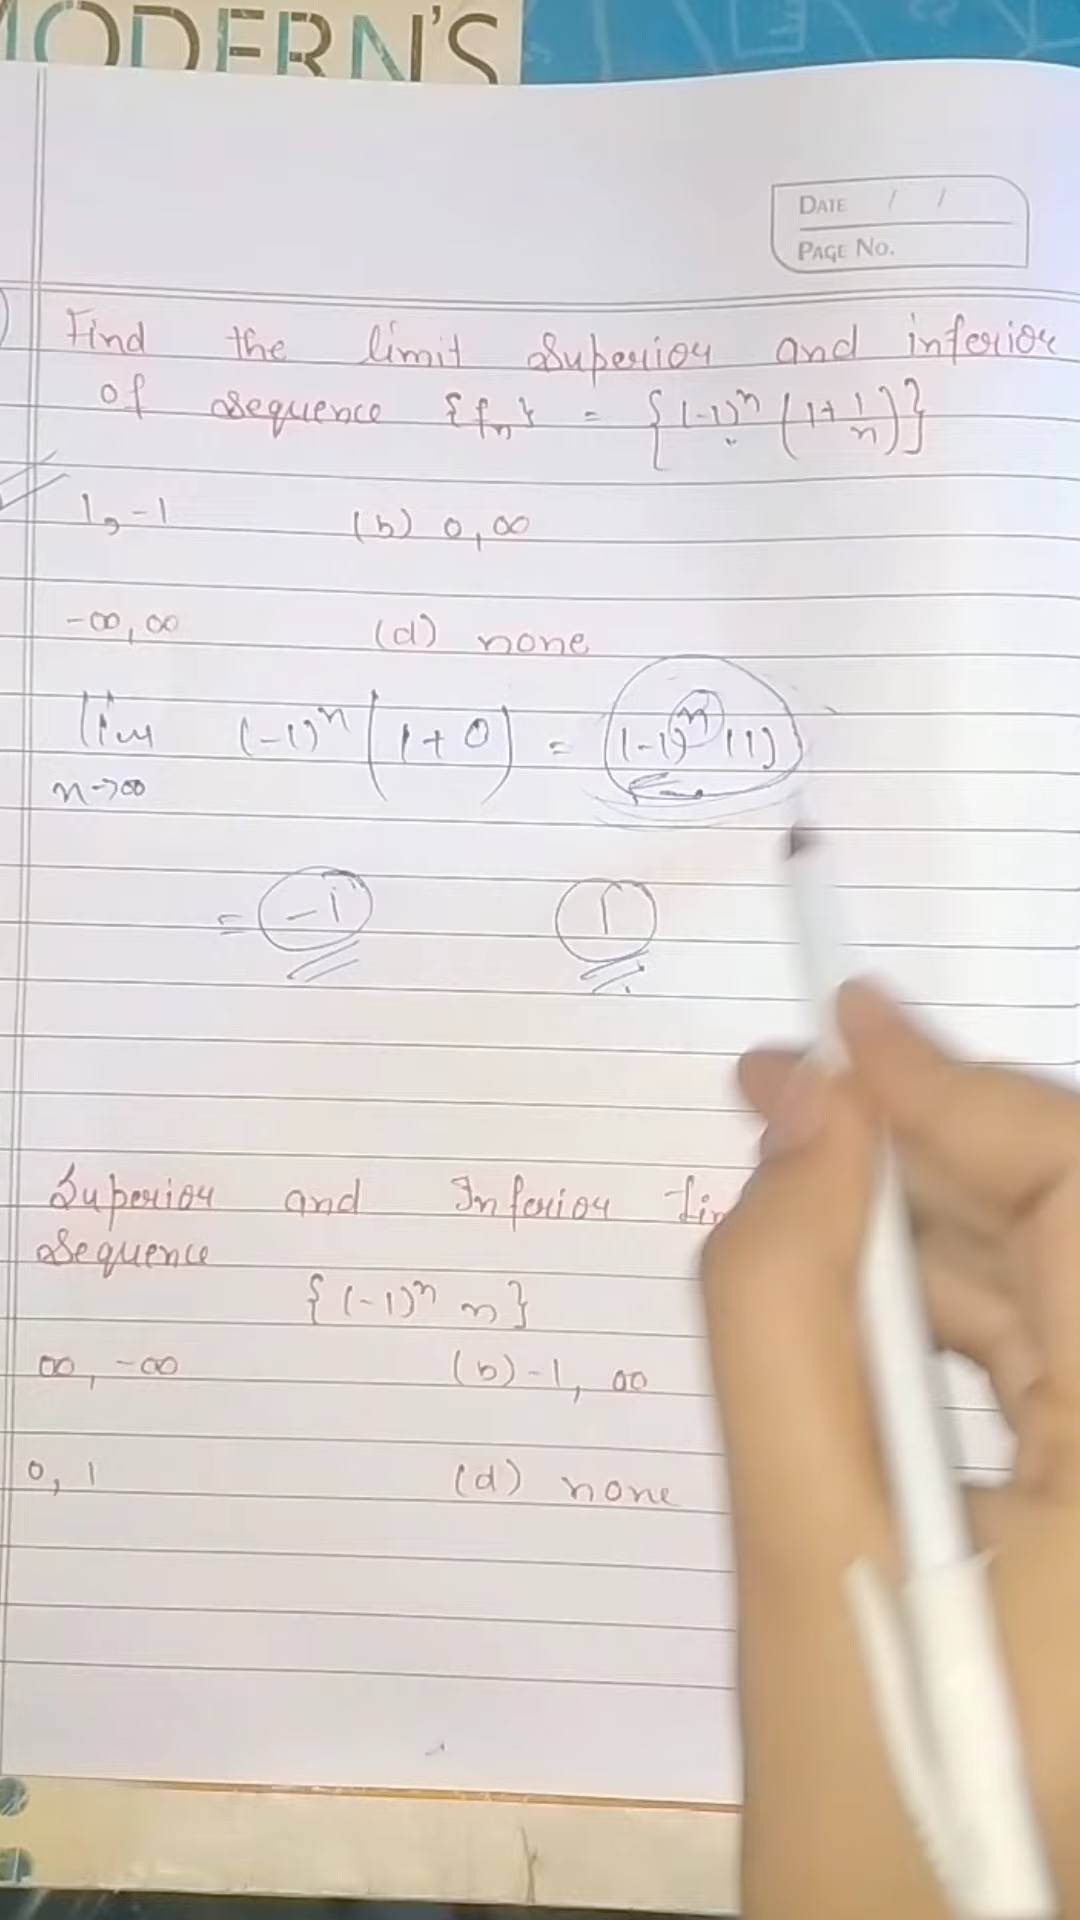 MODERN'S
DATE / /
PAGE NO.
Find the limit Superior and inferior
of sequence {fₙ} = {(-1)ⁿ (1+1/n)}
1, -1 (b) 0, ∞
-∞, ∞ (d) none
lim n→∞ (-1)ⁿ (1+0) = (-1)ⁿ (1)
= -1 1
Superior and Inferior
Sequence
{(-1)ⁿ n}
∞, -∞ (b) -1, ∞
0, 1 (d) none